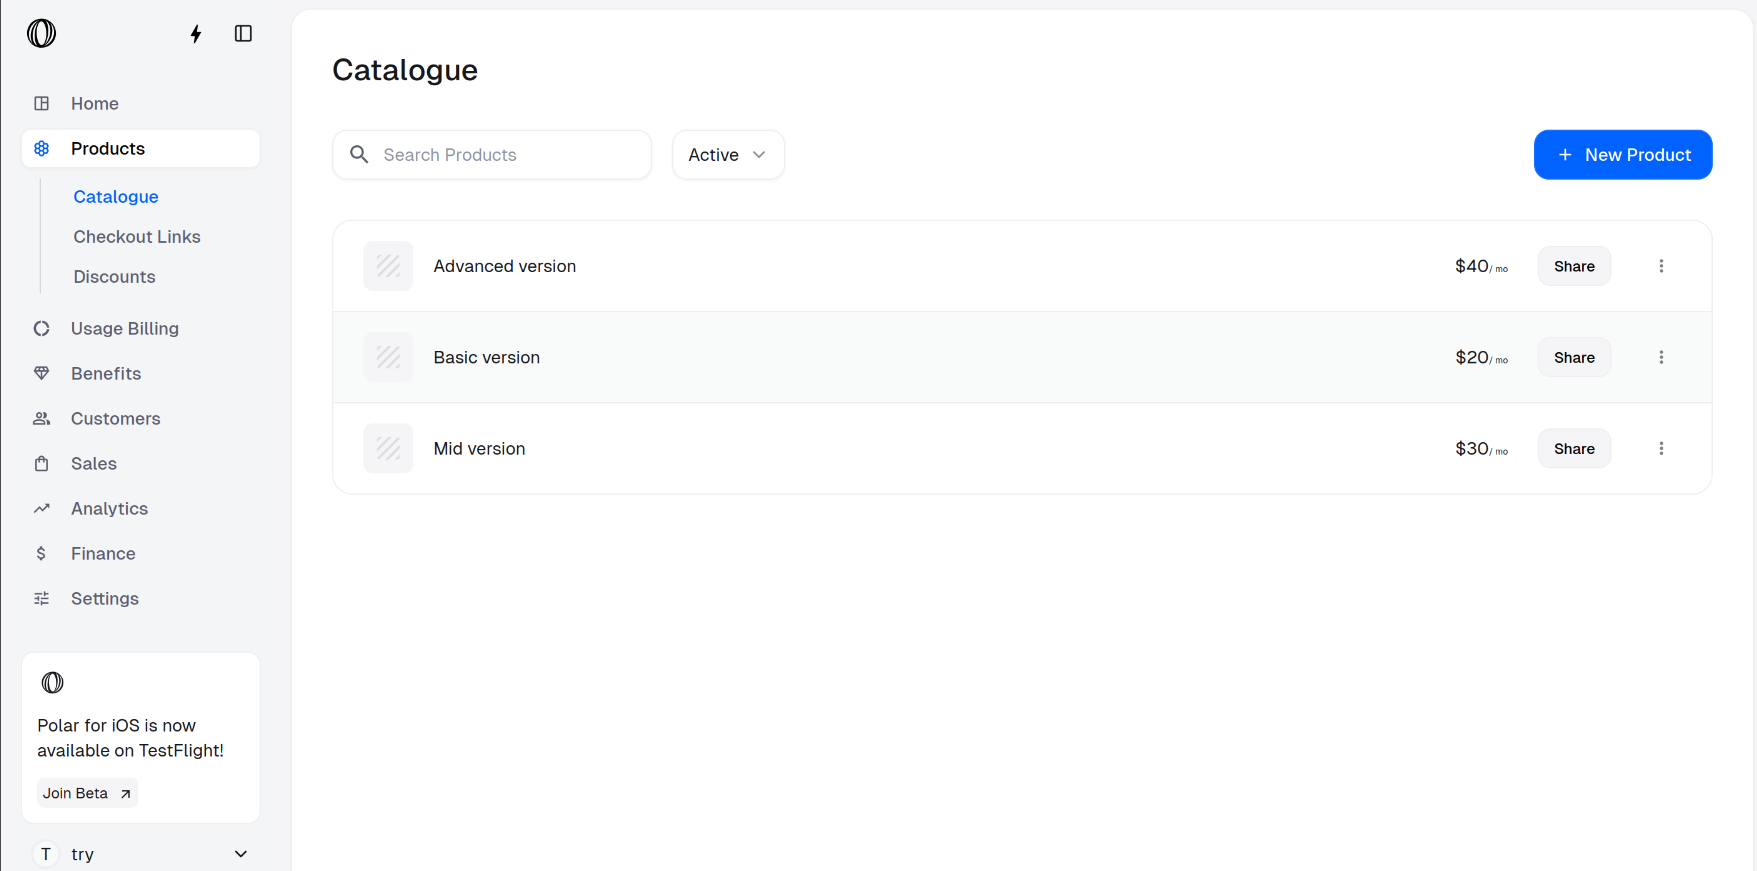 Home
Products
Catalogue
Checkout Links
Discounts
Usage Billing
Benefits
Customers
Sales
Analytics
Finance
Settings
Polar for iOS is now
available on TestFlight!
Join Beta
T try
Catalogue
Search Products
Active
+ New Product
Advanced version $40/ mo Share
Basic version $20/ mo Share
Mid version $30/ mo Share